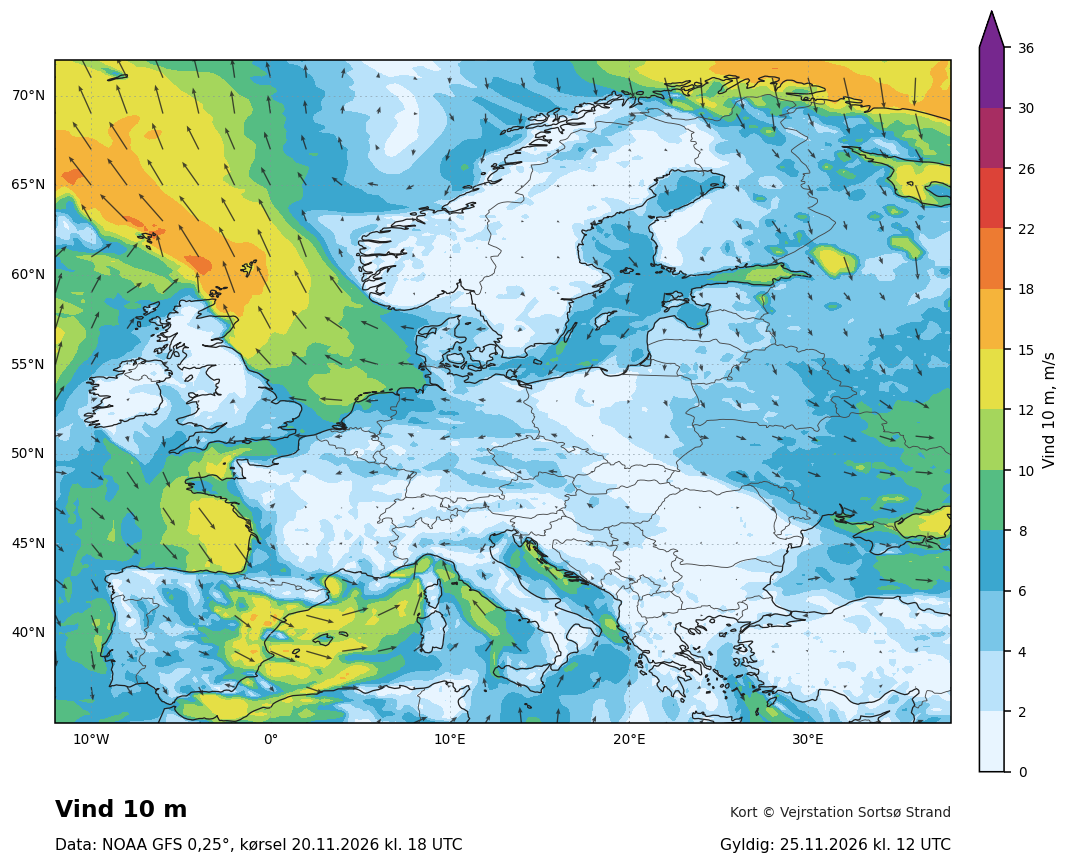 70°N
65°N
60°N
55°N
50°N
45°N
40°N
10°W
0°
10°E
20°E
30°E
36
30
26
22
18
15
12
10
8
6
4
2
0
Vind 10 m, m/s
Vind 10 m
Kort © Vejrstation Sortsø Strand
Data: NOAA GFS 0,25°, kørsel 20.11.2026 kl. 18 UTC
Gyldig: 25.11.2026 kl. 12 UTC